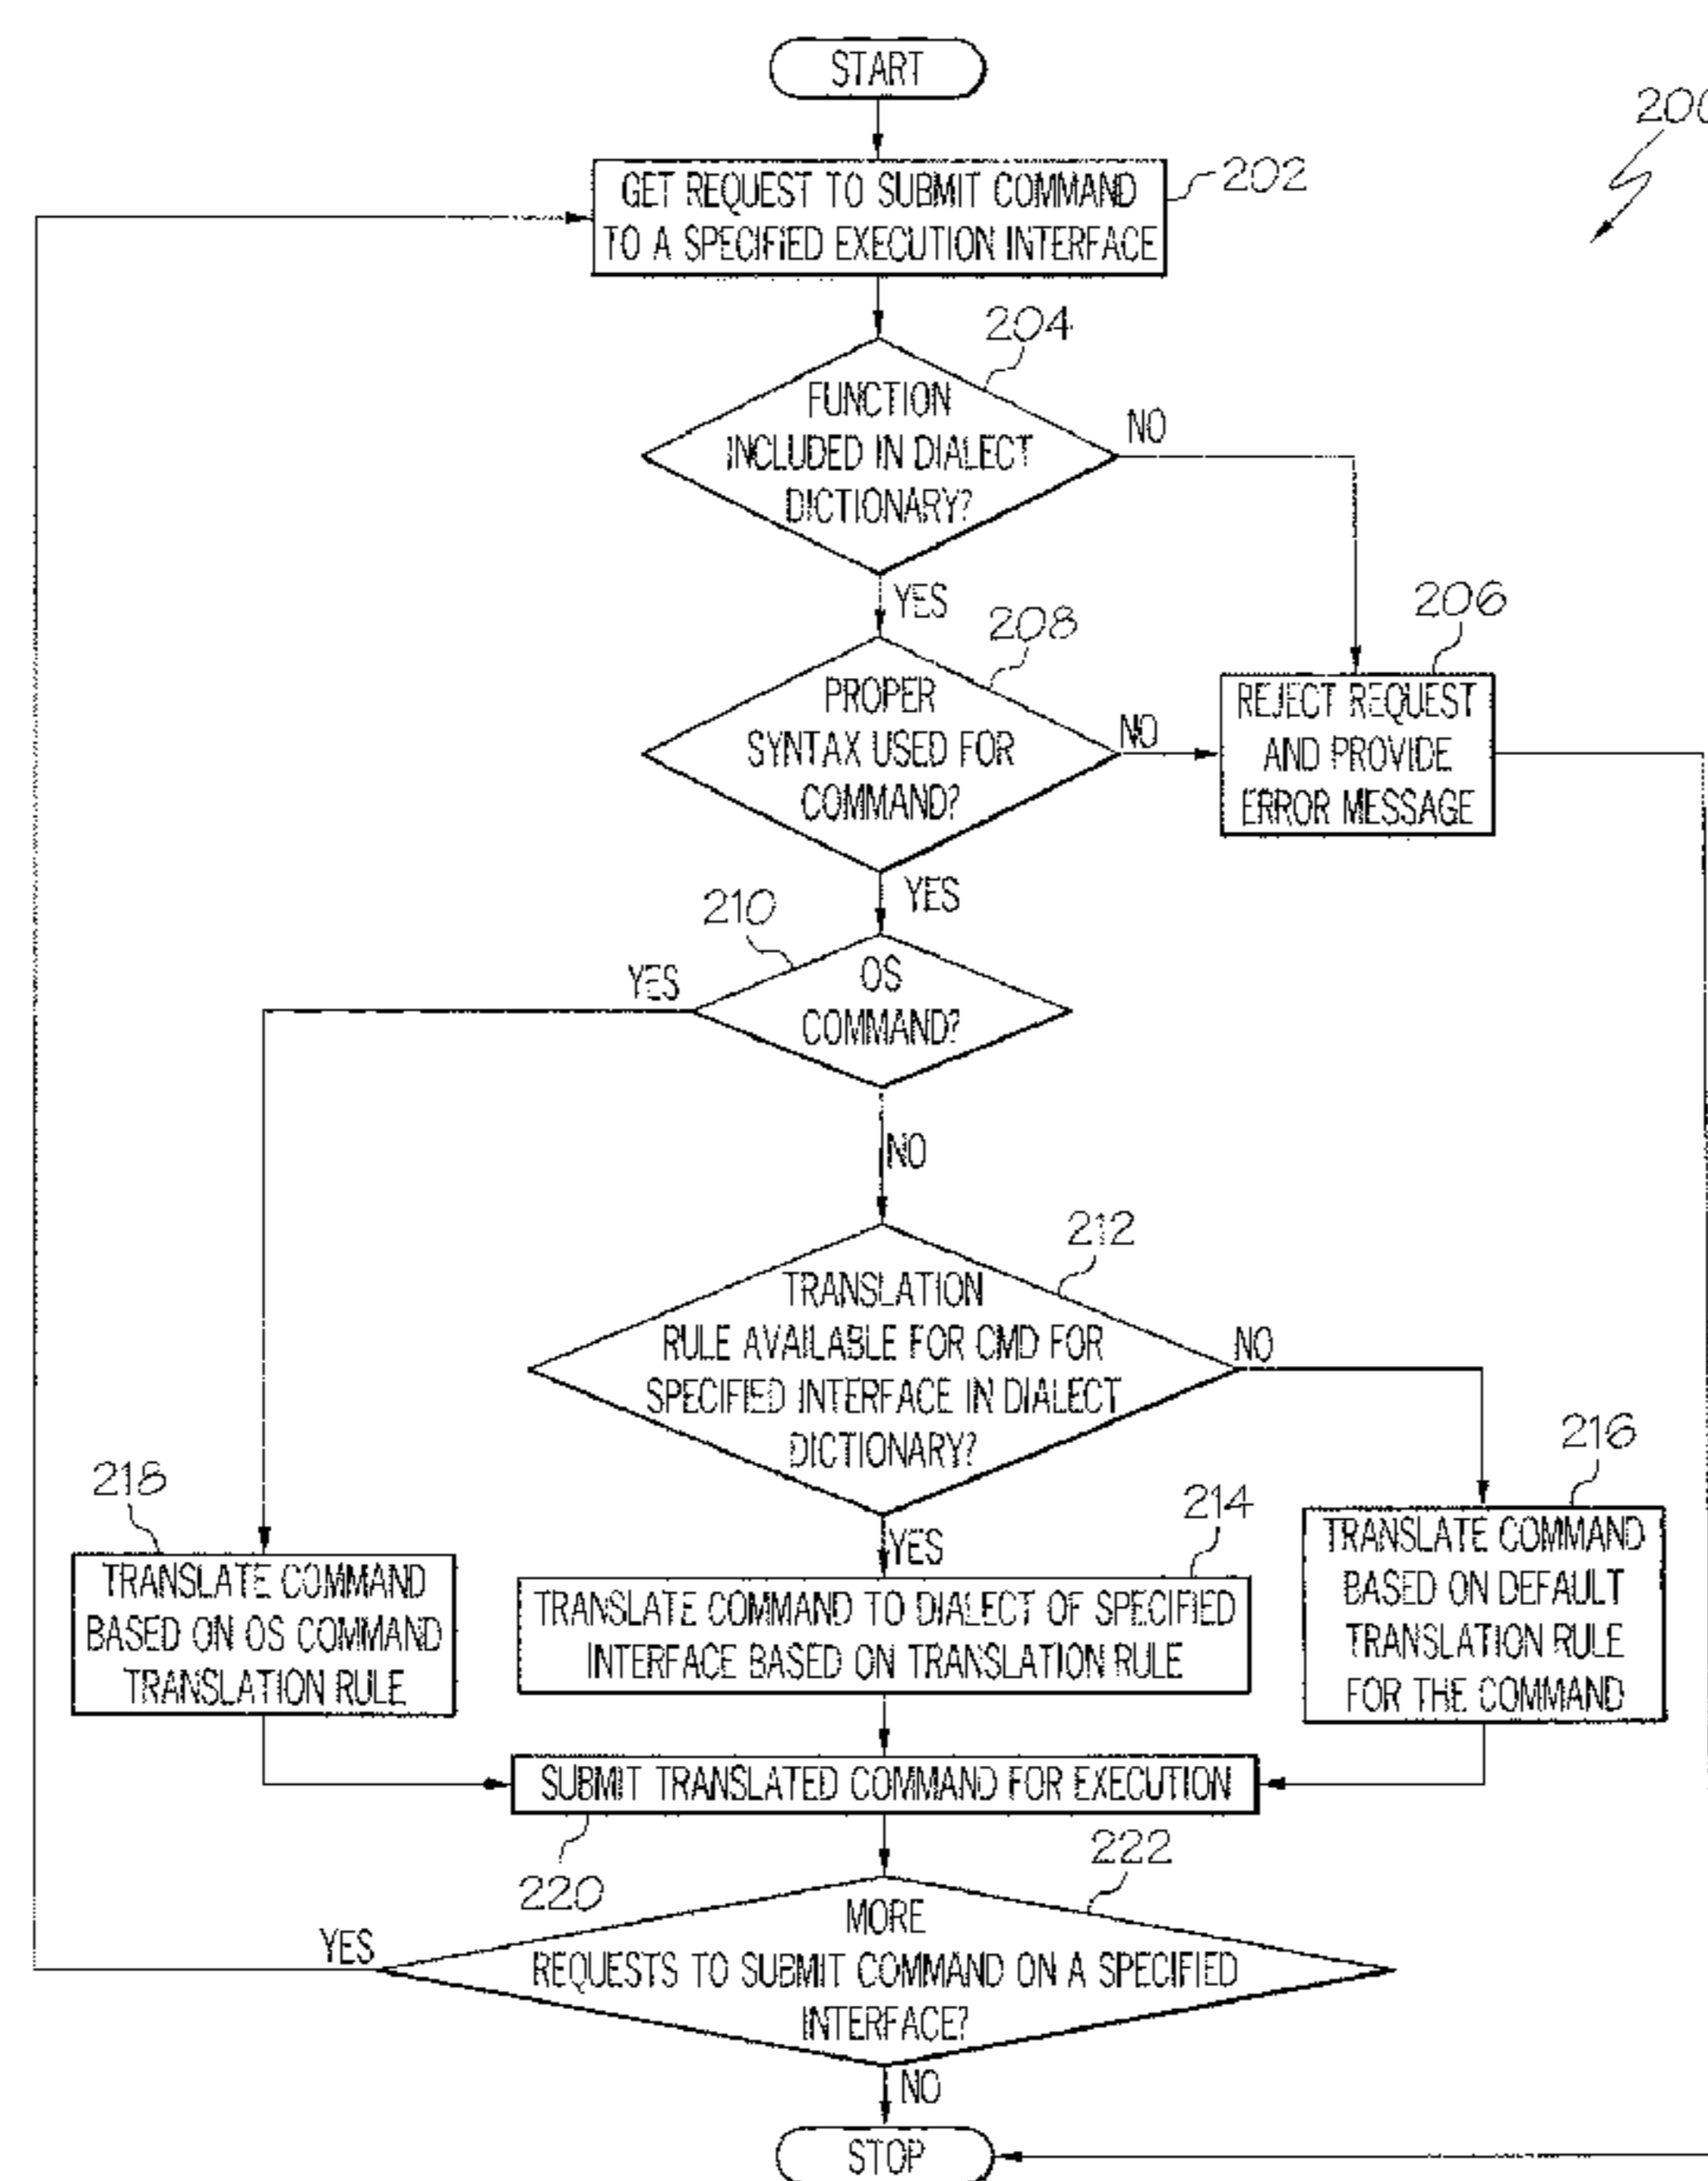 START
200
GET REQUEST TO SUBMIT COMMAND
TO A SPECIFIED EXECUTION INTERFACE
202
204
FUNCTION
INCLUDED IN DIALECT
DICTIONARY?
NO
YES
206
REJECT REQUEST
AND PROVIDE
ERROR MESSAGE
208
PROPER
SYNTAX USED FOR
COMMAND?
NO
YES
210
OS
COMMAND?
YES
NO
212
TRANSLATION
RULE AVAILABLE FOR CMD FOR
SPECIFIED INTERFACE IN DIALECT
DICTIONARY?
NO
YES
218
TRANSLATE COMMAND
BASED ON OS COMMAND
TRANSLATION RULE
214
TRANSLATE COMMAND TO DIALECT OF SPECIFIED
INTERFACE BASED ON TRANSLATION RULE
216
TRANSLATE COMMAND
BASED ON DEFAULT
TRANSLATION RULE
FOR THE COMMAND
SUBMIT TRANSLATED COMMAND FOR EXECUTION
220
222
MORE
REQUESTS TO SUBMIT COMMAND ON A SPECIFIED
INTERFACE?
YES
NO
STOP